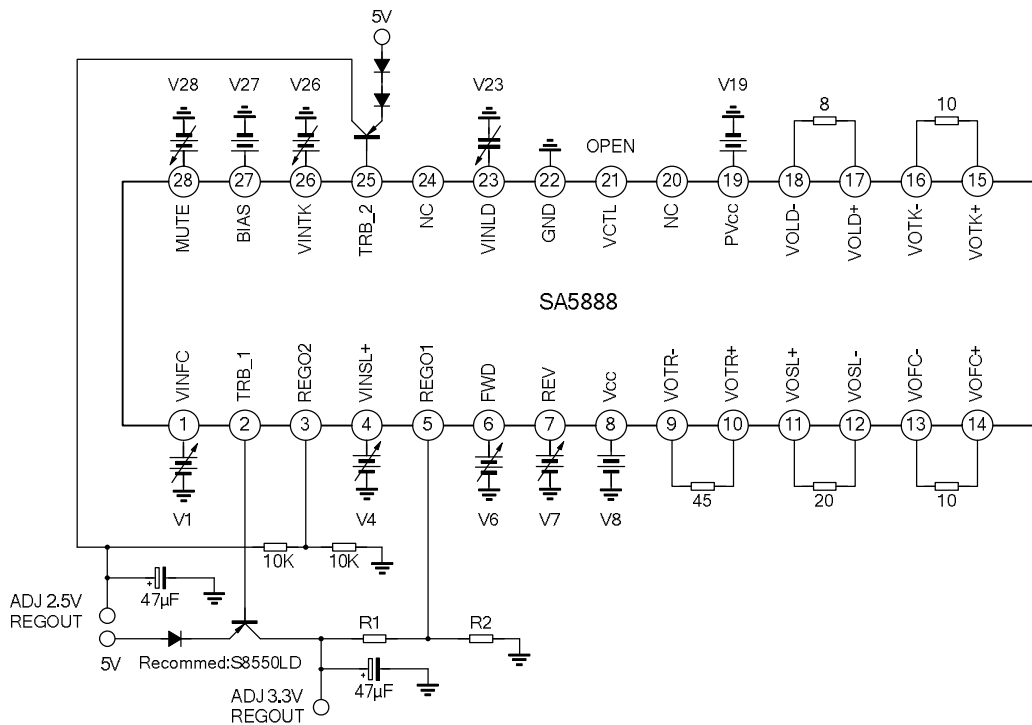 5V
V28 V27 V26 V23 V19 8 10
OPEN
28 27 26 25 24 23 22 21 20 19 18 17 16 15
MUTE BIAS VINTK TRB_2 NC VINLD GND VCTL NC PVcc VOLD- VOLD+ VOTK- VOTK+
SA5888
VINFC TRB_1 REGO2 VINSL+ REGO1 FWD REV Vcc VOTR- VOTR+ VOSL+ VOSL- VOFC- VOFC+
1 2 3 4 5 6 7 8 9 10 11 12 13 14
45 20 10
V1 V4 V6 V7 V8
10K 10K
+ 47µF
ADJ 2.5V
REGOUT
R1 R2
5V
Recommed:S8550LD
+ 47µF
ADJ 3.3V
REGOUT